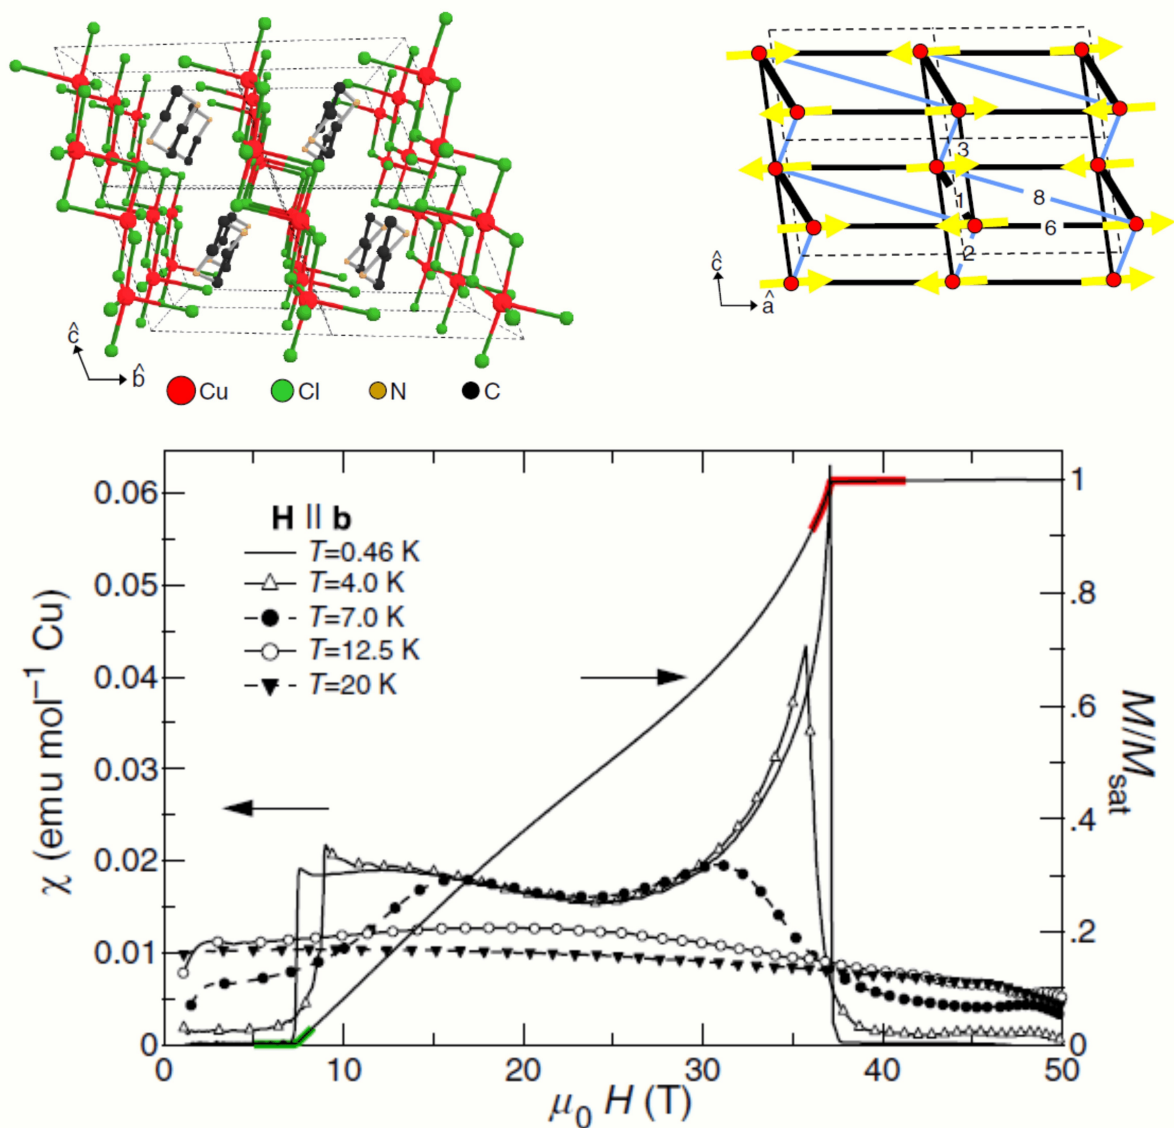 ĉ
b̂
Cu
Cl
N
C
3
1
8
6
2
ĉ
â
H || b
T=0.46 K
T=4.0 K
T=7.0 K
T=12.5 K
T=20 K
0.06
0.05
0.04
0.03
0.02
0.01
0
χ (emu mol⁻¹ Cu)
1
.8
.6
.4
.2
0
M/Msat
0 10 20 30 40 50
μ₀ H (T)